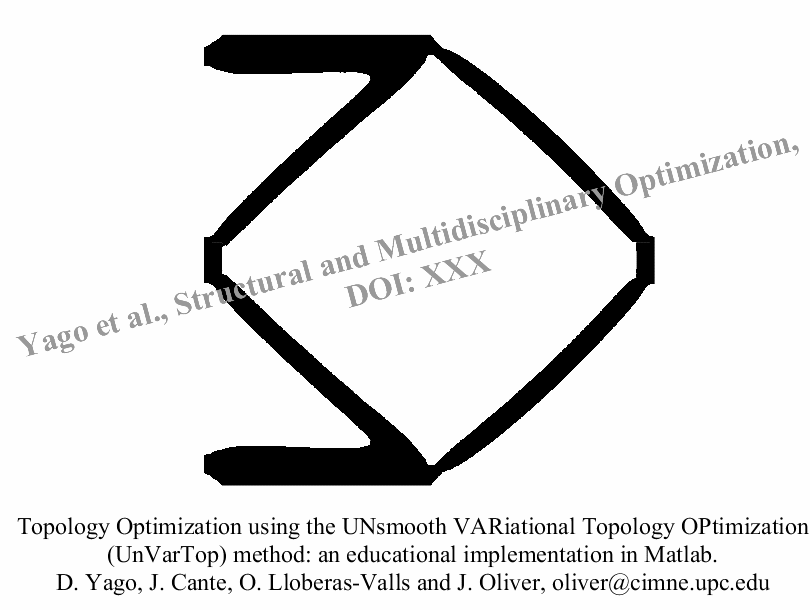 Yago et al., Structural and Multidisciplinary Optimization,
DOI: XXX
Topology Optimization using the UNsmooth VARiational Topology OPtimization
(UnVarTop) method: an educational implementation in Matlab.
D. Yago, J. Cante, O. Lloberas-Valls and J. Oliver, oliver@cimne.upc.edu